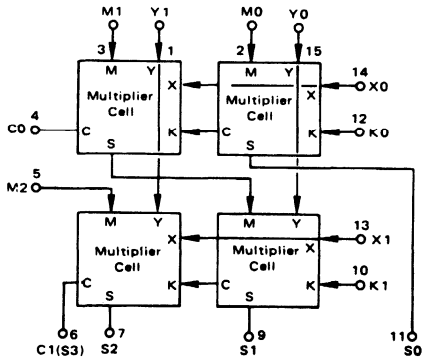 M1 Y1 M0 Y0
3 1 2 15
M Y M Y 14
X X X0
Multiplier Cell Multiplier Cell
4 12
C0 C K C K K0
S S
5
M2
M Y M Y 13
X X X1
Multiplier Cell Multiplier Cell
10
C K C K K1
S S
6 7 9 11
C1(S3) S2 S1 S0